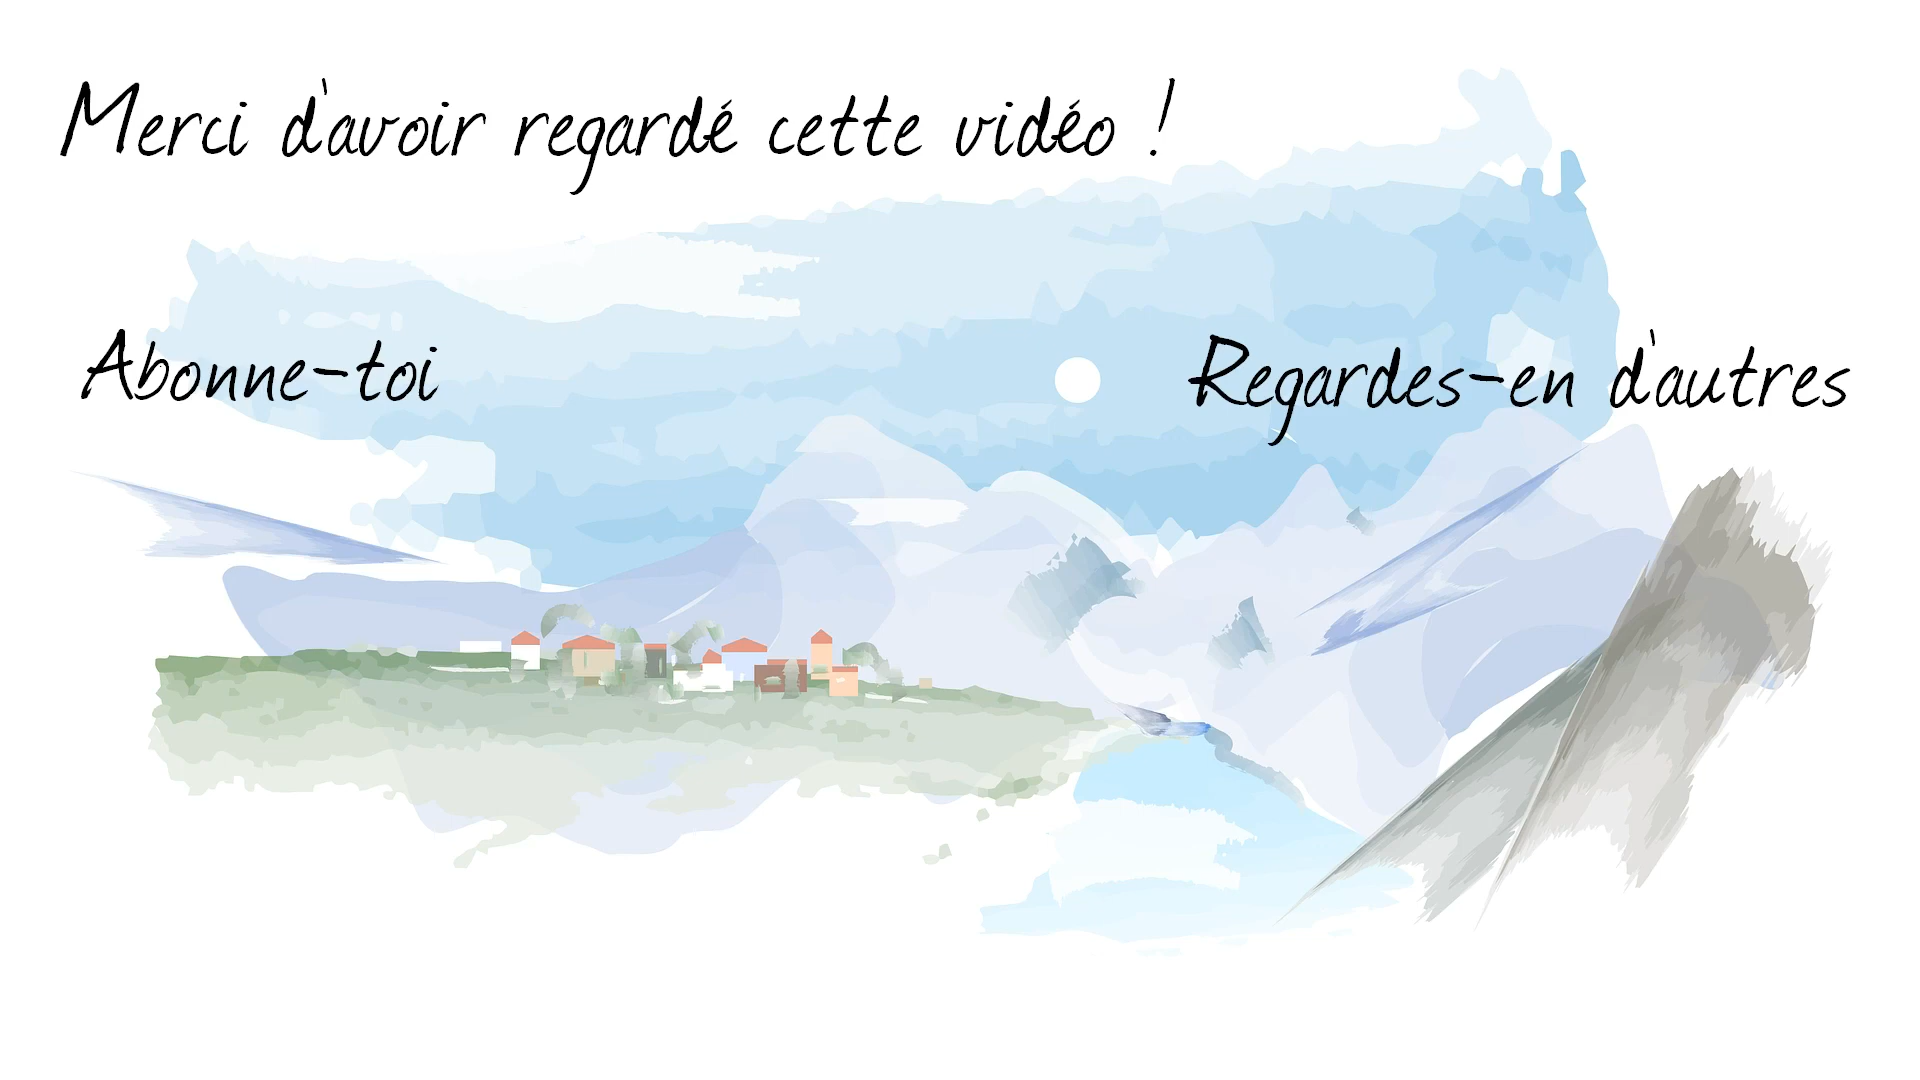 Merci d'avoir regardé cette vidéo !
Abonne-toi
Regardes-en d'autres